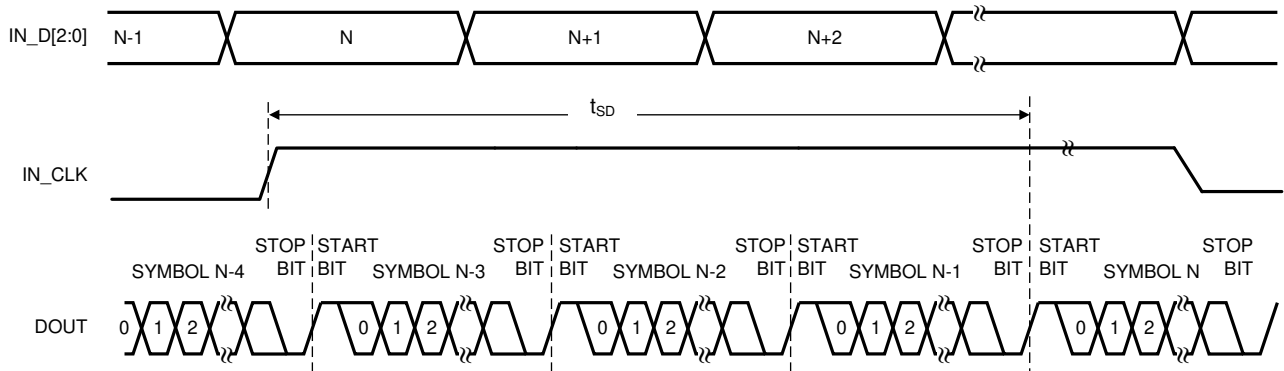 IN_D[2:0]
N-1
N
N+1
N+2
tSD
IN_CLK
STOP BIT
START BIT
STOP BIT
START BIT
STOP BIT
START BIT
STOP BIT
START BIT
STOP BIT
SYMBOL N-4
SYMBOL N-3
SYMBOL N-2
SYMBOL N-1
SYMBOL N
DOUT
0 1 2
0 1 2
0 1 2
0 1 2
0 1 2